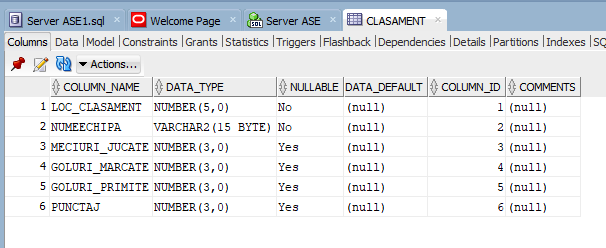 Server ASE1.sql Welcome Page Server ASE CLASAMENT
Columns Data Model Constraints Grants Statistics Triggers Flashback Dependencies Details Partitions Indexes SQ
Actions...
COLUMN_NAME DATA_TYPE NULLABLE DATA_DEFAULT COLUMN_ID COMMENTS
1 LOC_CLASAMENT NUMBER(5,0) No (null) 1 (null)
2 NUMEECHIPA VARCHAR2(15 BYTE) No (null) 2 (null)
3 MECIURI_JUCATE NUMBER(3,0) Yes (null) 3 (null)
4 GOLURI_MARCATE NUMBER(3,0) Yes (null) 4 (null)
5 GOLURI_PRIMITE NUMBER(3,0) Yes (null) 5 (null)
6 PUNCTAJ NUMBER(3,0) Yes (null) 6 (null)